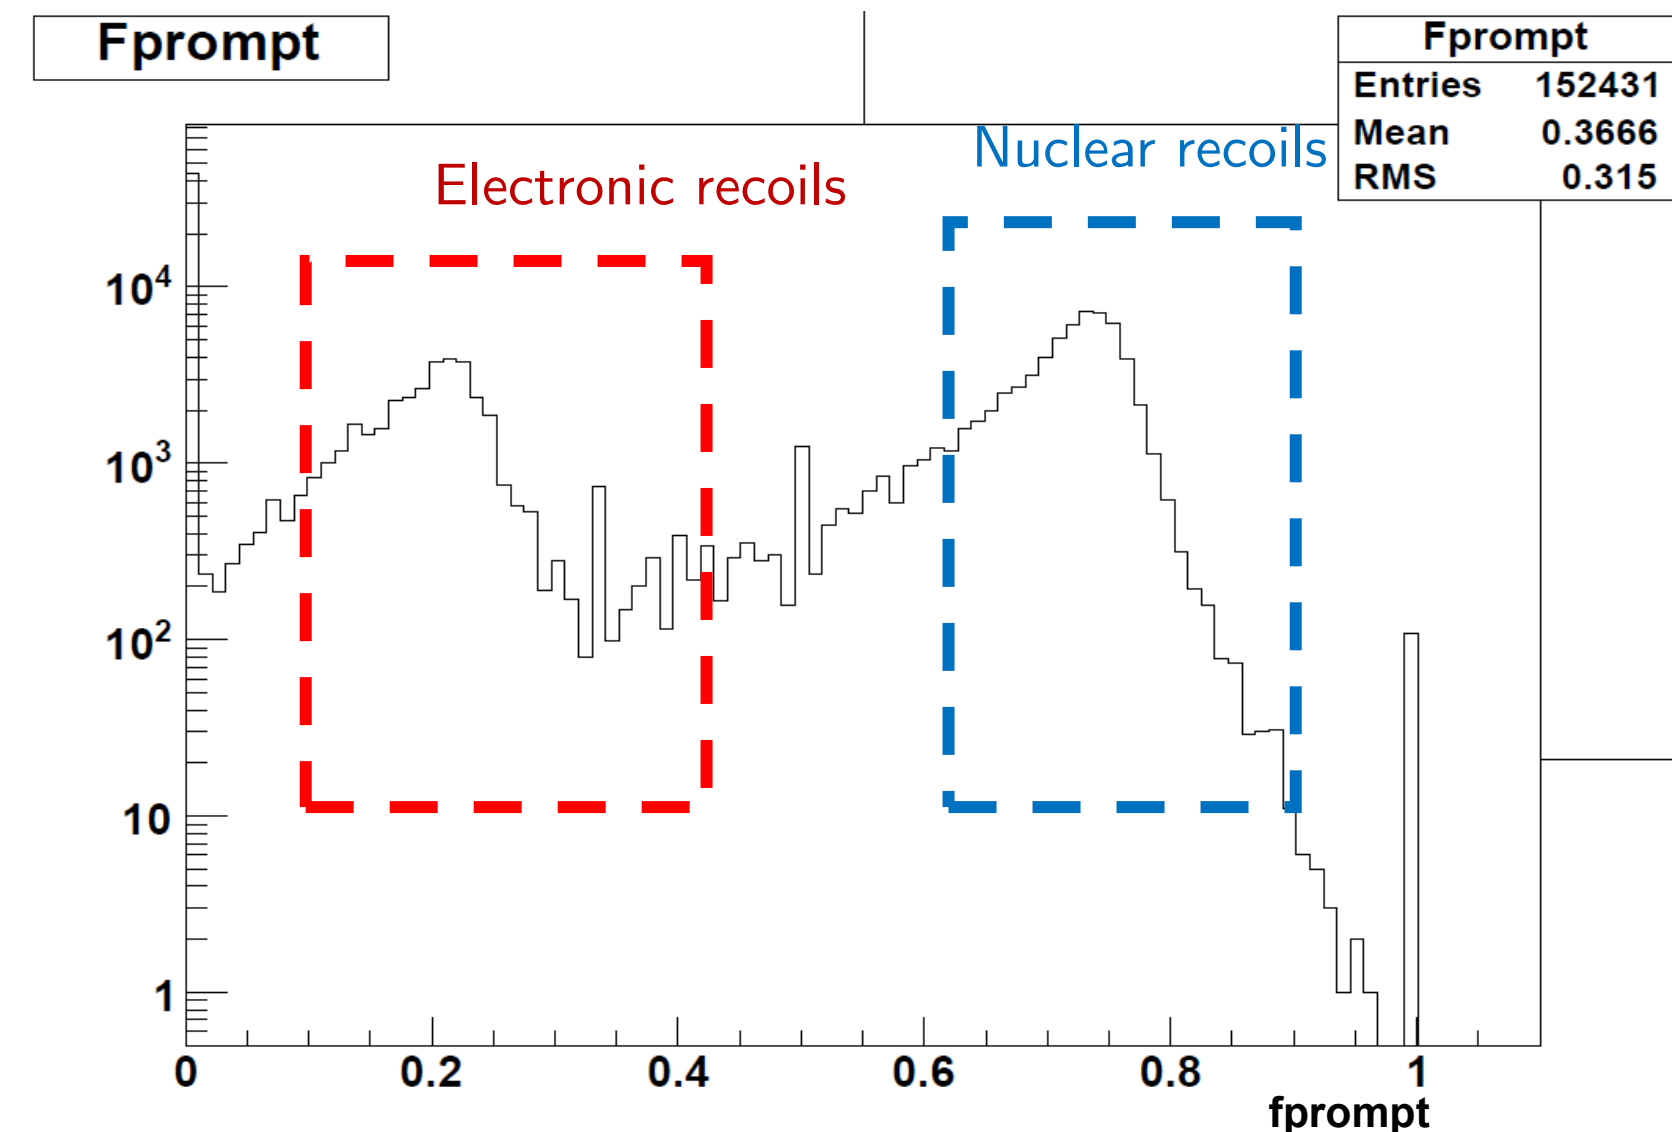 Fprompt
Fprompt
Entries 152431
Mean 0.3666
RMS 0.315
Nuclear recoils
Electronic recoils
10^4
10^3
10^2
10
1
0 0.2 0.4 0.6 0.8 1
fprompt